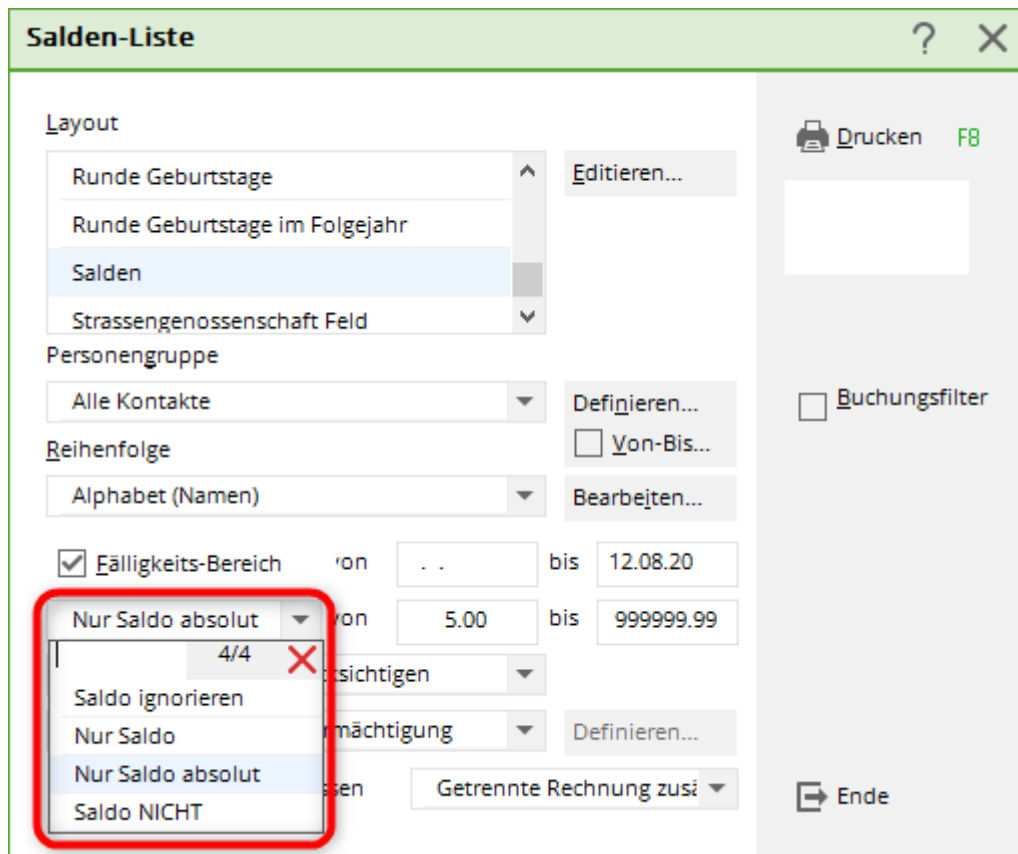 Salden-Liste
Layout
Runde Geburtstage
Runde Geburtstage im Folgejahr
Salden
Strassengenossenschaft Feld
Editieren...
Drucken F8
Personengruppe
Alle Kontakte
Definieren...
Von-Bis...
Buchungsfilter
Reihenfolge
Alphabet (Namen)
Bearbeiten...
Fälligkeits-Bereich von . . bis 12.08.20
Nur Saldo absolut von 5.00 bis 999999.99
4/4
Saldo ignorieren
Nur Saldo
Nur Saldo absolut
Saldo NICHT
Definieren...
Getrennte Rechnung
Ende